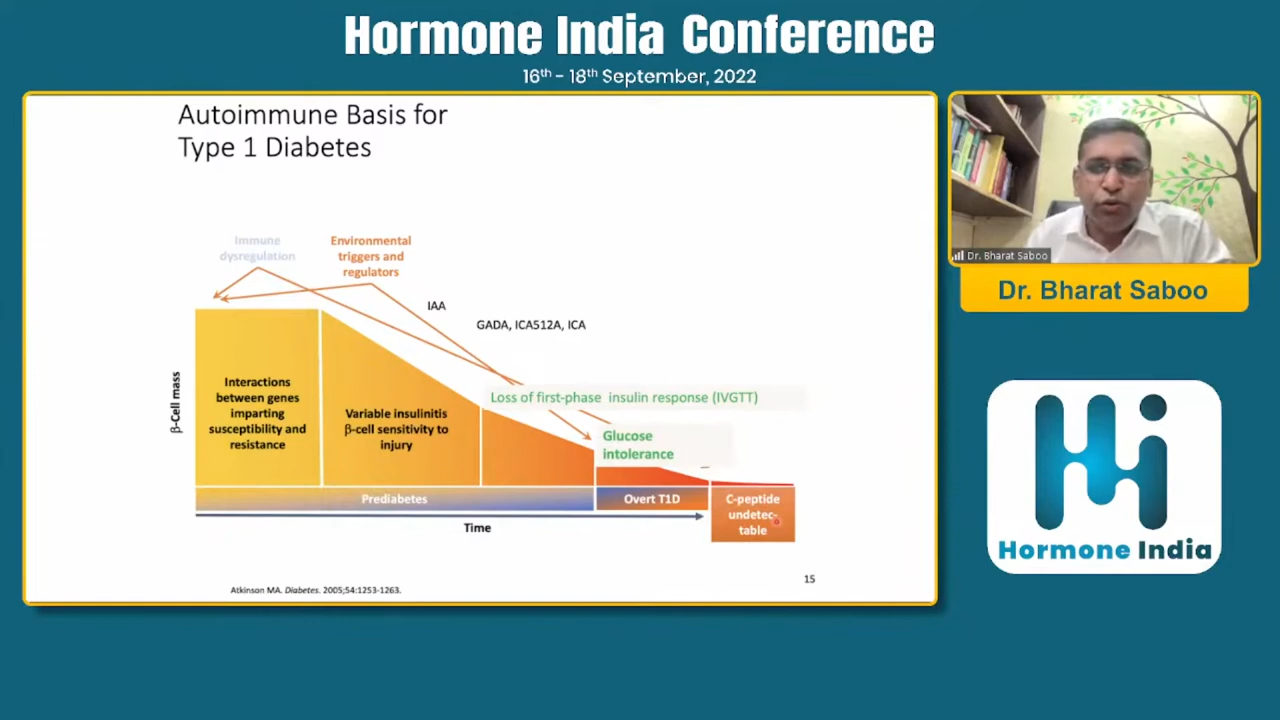 Hormone India Conference
16th - 18th September, 2022
Autoimmune Basis for
Type 1 Diabetes
Immune
dysregulation
Environmental
triggers and
regulators
IAA
GADA, ICA512A, ICA
Loss of first-phase insulin response (IVGTT)
Glucose
intolerance
β-Cell mass
Interactions
between genes
imparting
susceptibility and
resistance
Variable insulinitis
β-cell sensitivity to
injury
Prediabetes
Overt T1D
C-peptide
undetec-
table
Time
15
Atkinson MA. Diabetes. 2005;54:1253-1263.
Dr. Bharat Saboo
Dr. Bharat Saboo
Hormone India